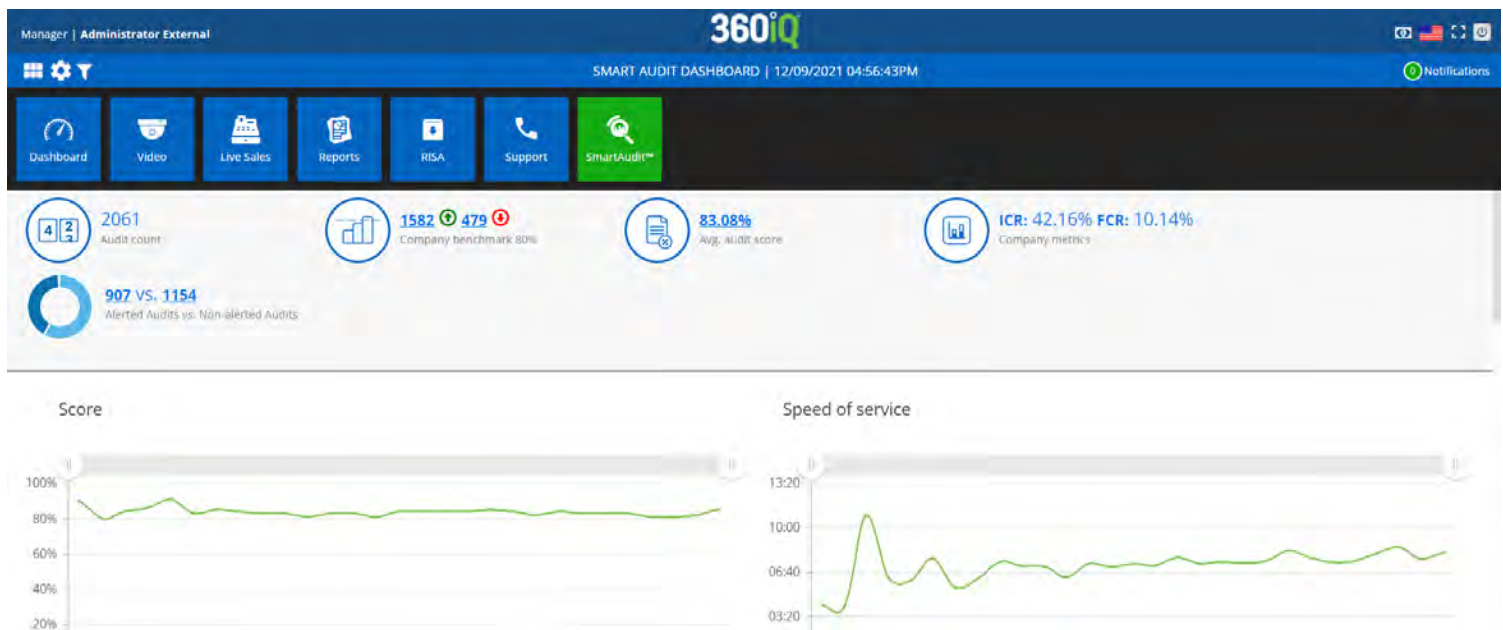 Manager | Administrator External
360iQ
SMART AUDIT DASHBOARD | 12/09/2021 04:56:43PM
0 Notifications
Dashboard
Video
Live Sales
Reports
RISA
Support
SmartAudit™
4 2 3
2061
Audit count
1582 479
Company benchmark 80%
83.08%
Avg. audit score
ICR: 42.16% FCR: 10.14%
Company metrics
907 VS. 1154
Alerted Audits vs. Non-alerted Audits
Score
100%
80%
60%
40%
20%
Speed of service
13:20
10:00
06:40
03:20